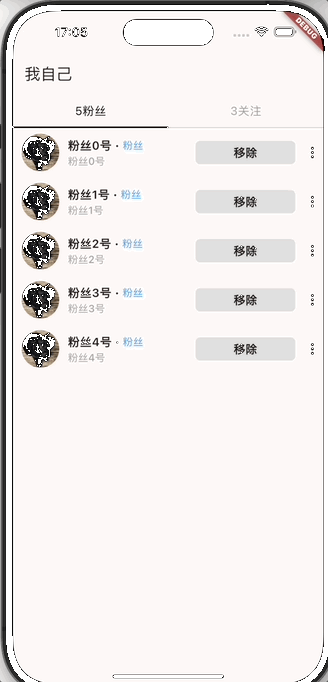 17:05
DEBUG
我自己
5粉丝
3关注
粉丝0号 · 粉丝
粉丝0号
移除
粉丝1号 · 粉丝
粉丝1号
移除
粉丝2号 · 粉丝
粉丝2号
移除
粉丝3号 · 粉丝
粉丝3号
移除
粉丝4号 · 粉丝
粉丝4号
移除